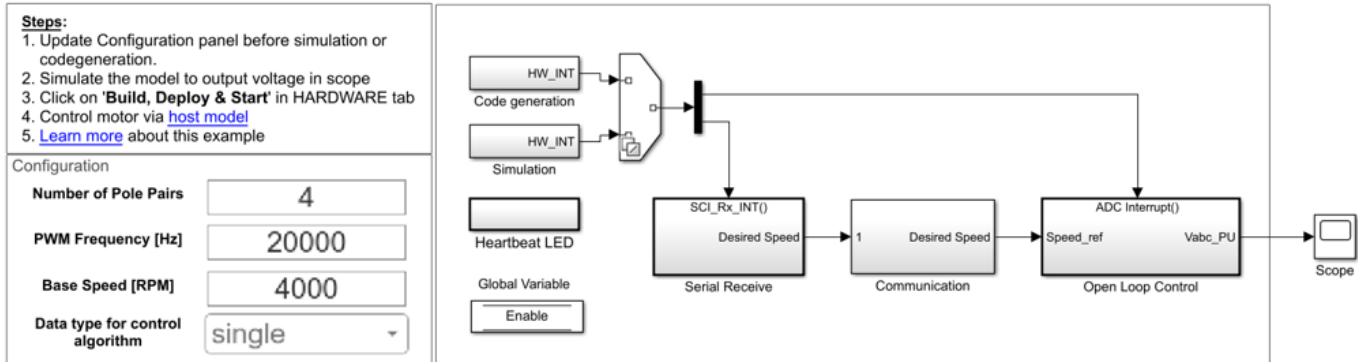 Steps:
1. Update Configuration panel before simulation or
codegeneration.
2. Simulate the model to output voltage in scope
3. Click on 'Build, Deploy & Start' in HARDWARE tab
4. Control motor via host model
5. Learn more about this example
Configuration
Number of Pole Pairs
4
PWM Frequency [Hz]
20000
Base Speed [RPM]
4000
Data type for control
algorithm
single
HW_INT
Code generation
HW_INT
Simulation
Heartbeat LED
Global Variable
Enable
SCI_Rx_INT()
Desired Speed
Serial Receive
1
Desired Speed
Communication
ADC Interrupt()
Speed_ref
Vabc_PU
Open Loop Control
Scope